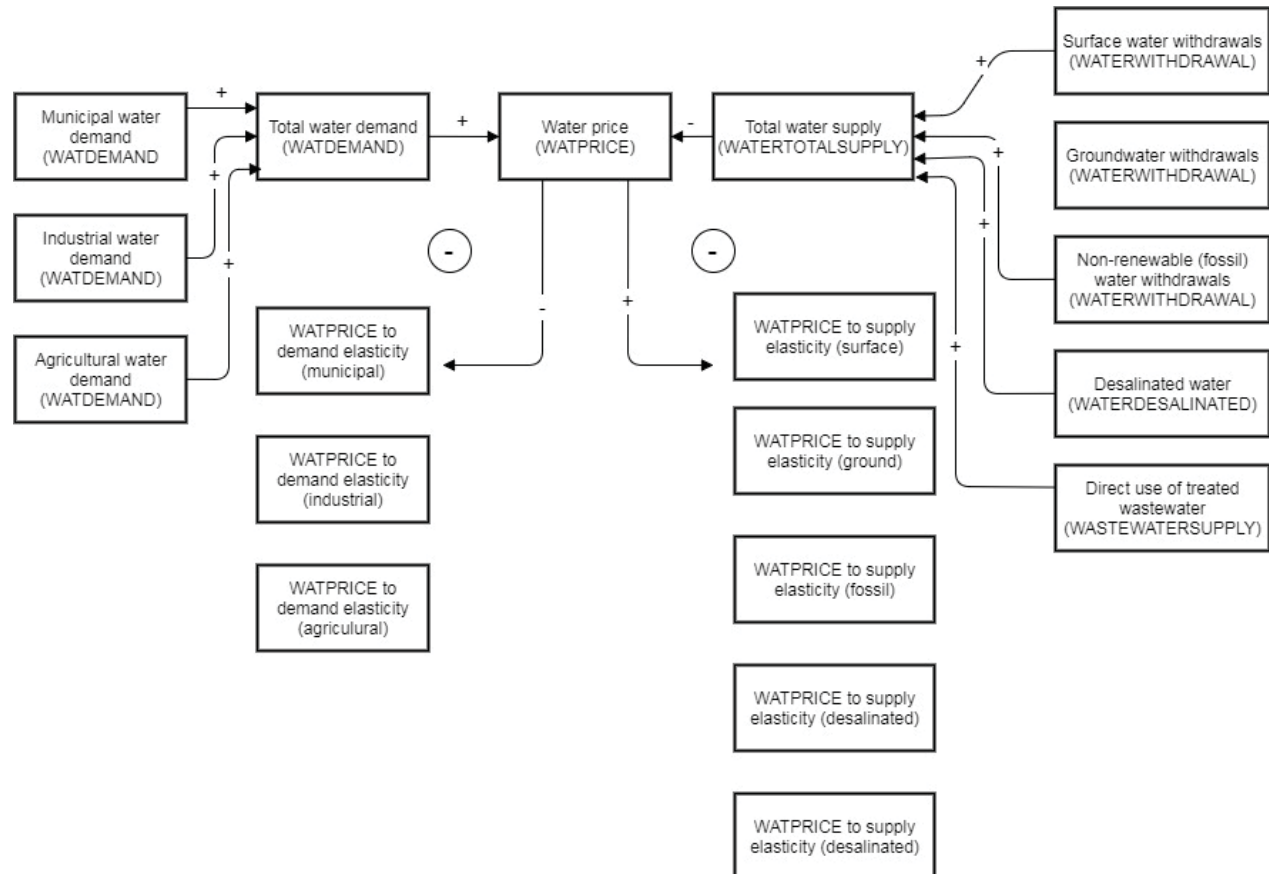 Municipal water
demand
(WATDEMAND
Industrial water
demand
(WATDEMAND)
Agricultural water
demand
(WATDEMAND)
+
+
+
Total water demand
(WATDEMAND)
+
Water price
(WATPRICE)
-
Total water supply
(WATERTOTALSUPPLY)
+
+
+
+
Surface water withdrawals
(WATERWITHDRAWAL)
Groundwater withdrawals
(WATERWITHDRAWAL)
Non-renewable (fossil)
water withdrawals
(WATERWITHDRAWAL)
Desalinated water
(WATERDESALINATED)
Direct use of treated
wastewater
(WASTEWATERSUPPLY)
-
-
-
+
WATPRICE to
demand elasticity
(municipal)
WATPRICE to
demand elasticity
(industrial)
WATPRICE to
demand elasticity
(agriculural)
WATPRICE to supply
elasticity (surface)
WATPRICE to supply
elasticity (ground)
WATPRICE to supply
elasticity (fossil)
WATPRICE to supply
elasticity (desalinated)
WATPRICE to supply
elasticity (desalinated)